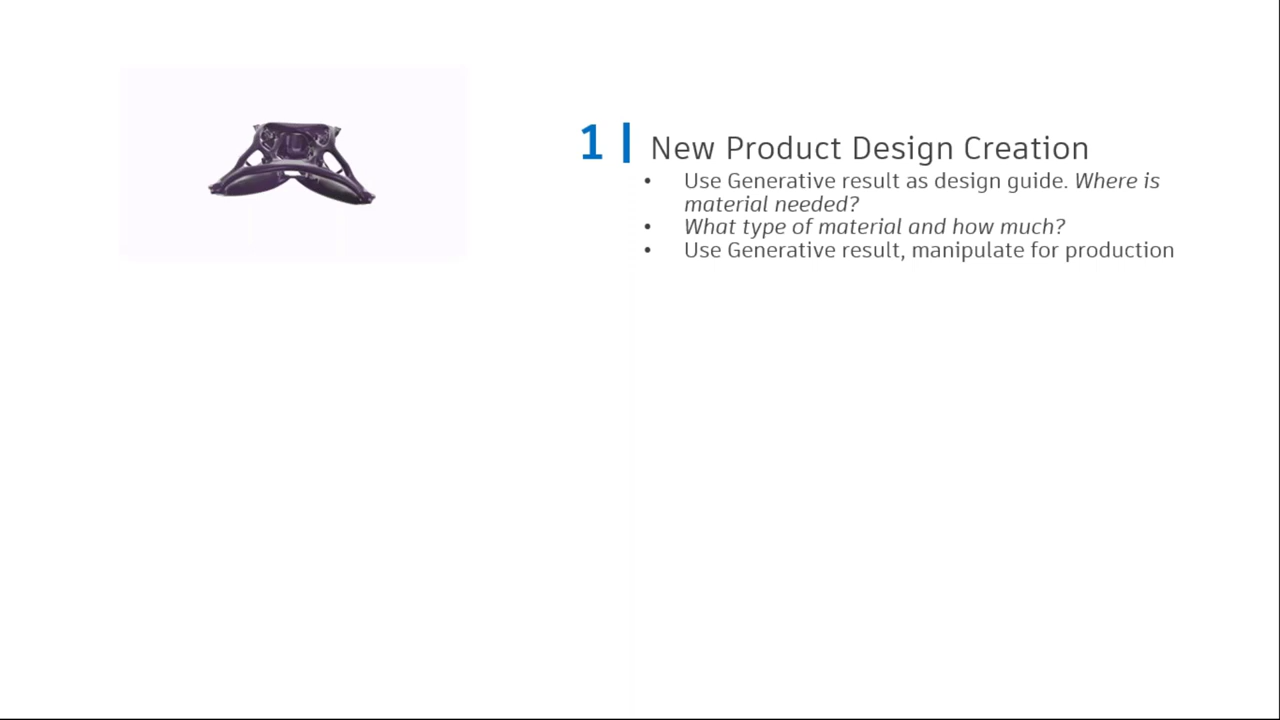 1 | New Product Design Creation
• Use Generative result as design guide. Where is
material needed?
• What type of material and how much?
• Use Generative result, manipulate for production